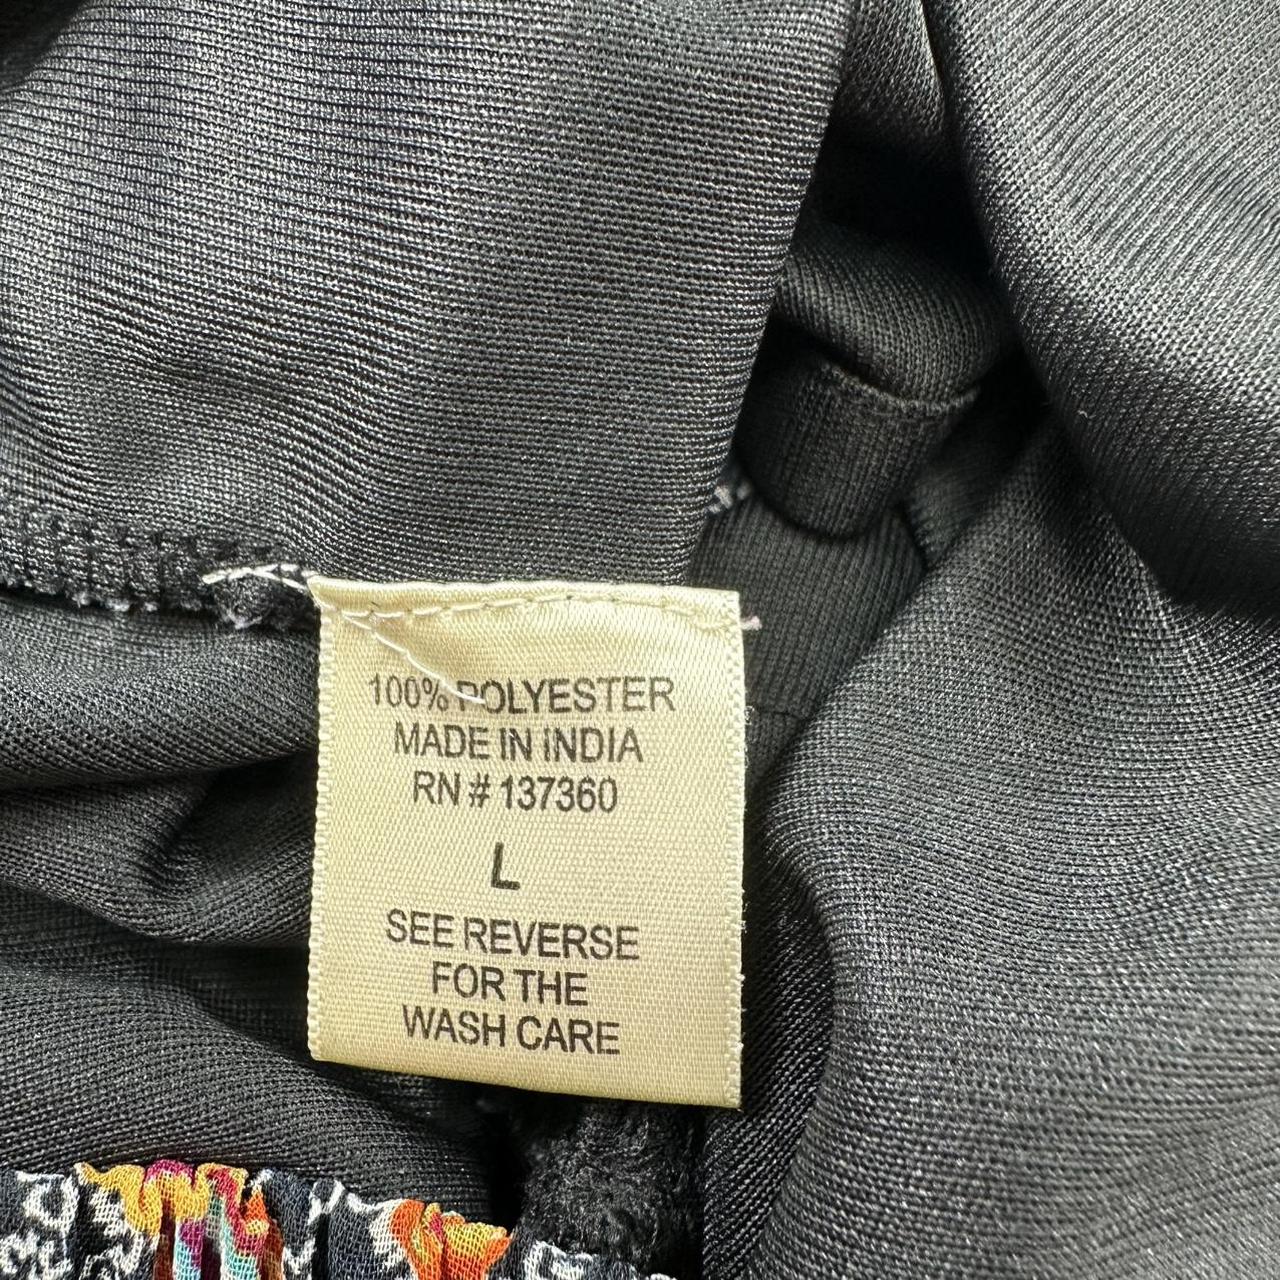 100% POLYESTER
MADE IN INDIA
RN # 137360
L
SEE REVERSE
FOR THE
WASH CARE